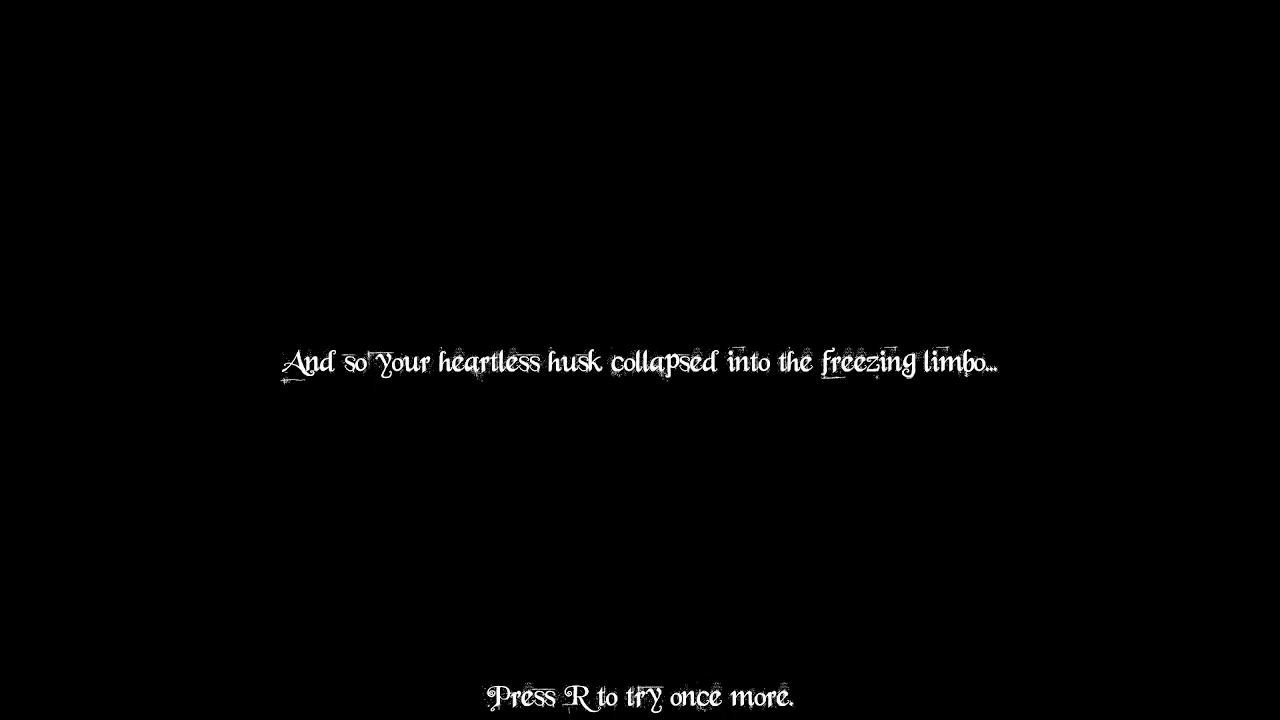 And so your heartless husk collapsed into the freezing limbo...
Press R to try once more.